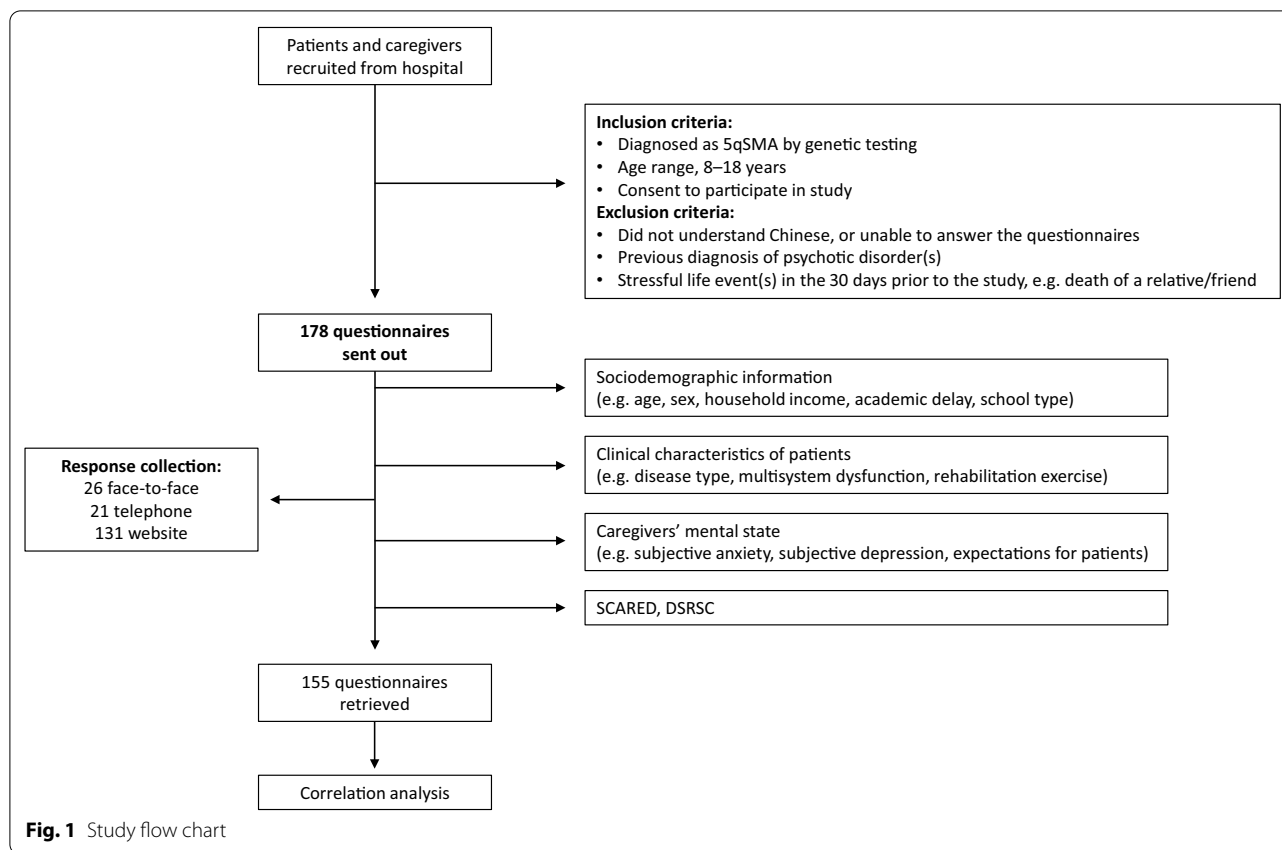 Patients and caregivers
recruited from hospital
Inclusion criteria:
• Diagnosed as 5qSMA by genetic testing
• Age range, 8–18 years
• Consent to participate in study
Exclusion criteria:
• Did not understand Chinese, or unable to answer the questionnaires
• Previous diagnosis of psychotic disorder(s)
• Stressful life event(s) in the 30 days prior to the study, e.g. death of a relative/friend
178 questionnaires
sent out
Sociodemographic information
(e.g. age, sex, household income, academic delay, school type)
Clinical characteristics of patients
(e.g. disease type, multisystem dysfunction, rehabilitation exercise)
Response collection:
26 face-to-face
21 telephone
131 website
Caregivers’ mental state
(e.g. subjective anxiety, subjective depression, expectations for patients)
SCARED, DSRSC
155 questionnaires
retrieved
Correlation analysis
Fig. 1 Study flow chart